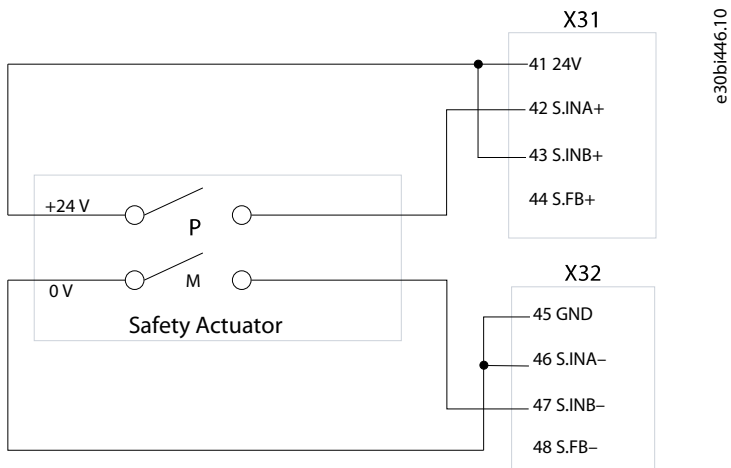 X31
41 24V
42 S.INA+
43 S.INB+
44 S.FB+
+24 V
P
M
0 V
Safety Actuator
X32
45 GND
46 S.INA–
47 S.INB–
48 S.FB–
e30bi446.10